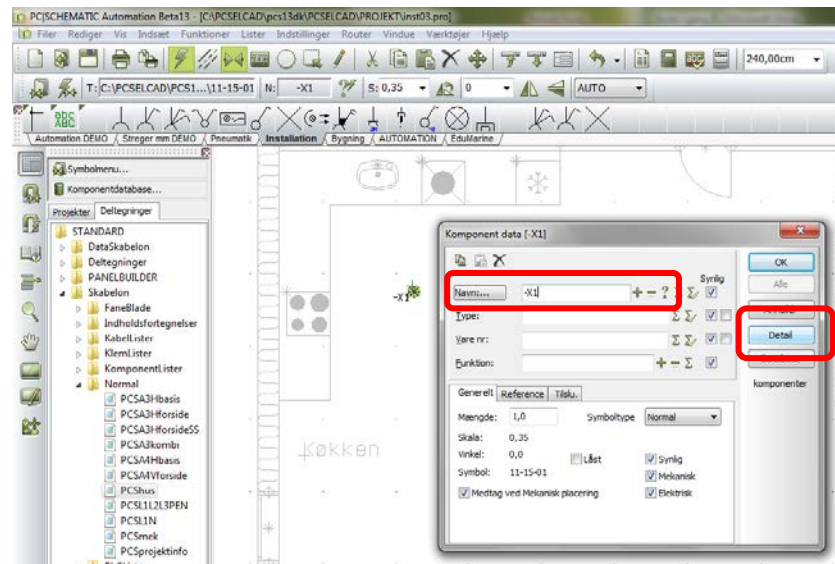 PC|SCHEMATIC Automation Beta13 - [C:\PCSELCAD\pcs13dk\PCSELCAD\PROJEKT\inst03.pro]
Filer Rediger Vis Indsæt Funktioner Lister Indstillinger Router Vindue Værktøjer Hjælp
240,00cm
T: C:\PCSELCAD\PCS1...\11-15-01 N: -X1 S: 0,35 0 AUTO
Automation DEMO Streger mm DEMO Pneumatik Installation Bygning AUTOMATION EduMarine
Symbolmenu...
Komponentdatabase...
Projekter Deltegninger
STANDARD
DataSkabelon
Deltegninger
PANELBUILDER
Skabelon
FaneBlade
Indholdsfortegnelser
KabelLister
KlemLister
KomponentLister
Normal
PCSA3Hbasis
PCSA3Hforside
PCSA3HforsideSS
PCSA3kombi
PCSA4Hbasis
PCSA4Vforside
PCShus
PCSL1L2L3PEN
PCSL1N
PCSmek
PCSprojektinfo
-X1
Køkken
Komponent data [-X1]
Navn:... -X1 Synlig
Type:
Vare nr:
Funktion:
OK
Alle
Detail
komponenter
Generelt Reference Tilslu.
Mængde: 1,0 Symboltype Normal
Skala: 0,35
Vinkel: 0,0 Låst Synlig
Symbol: 11-15-01 Mekanisk
Medtag ved Mekanisk placering Elektrisk